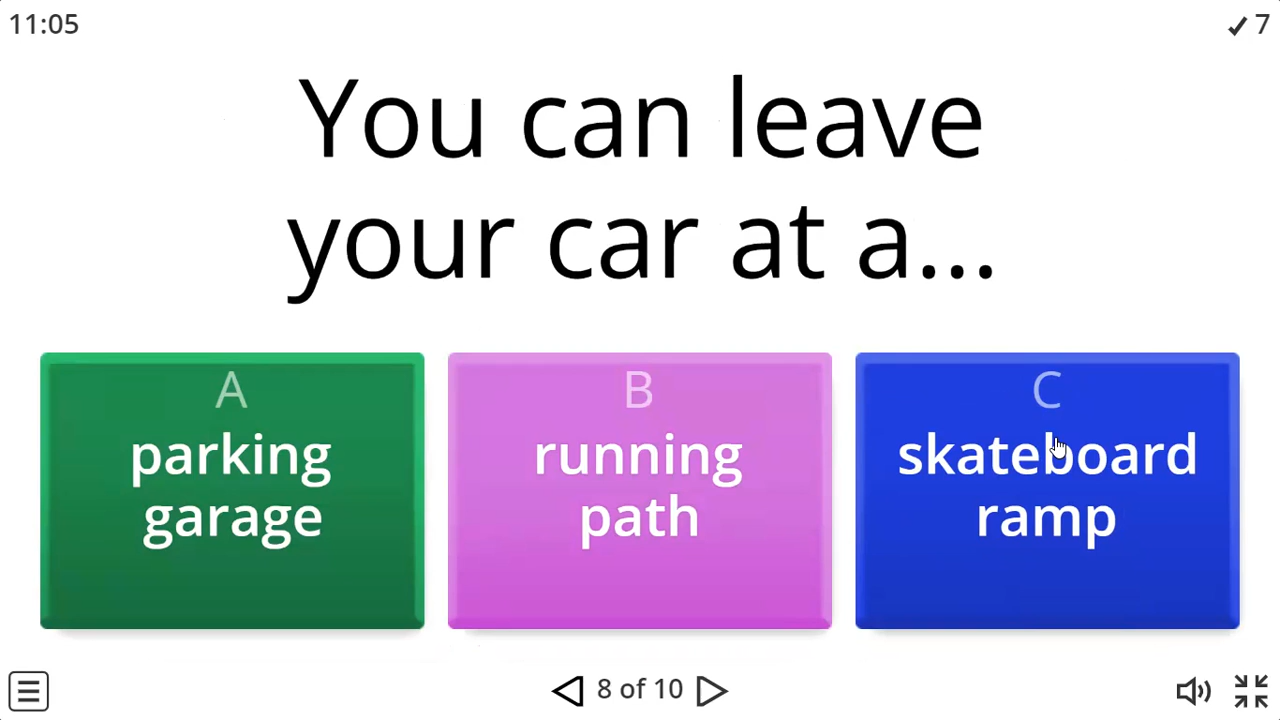 11:05
7
You can leave
your car at a...
A
parking
garage
B
running
path
C
skateboard
ramp
8 of 10